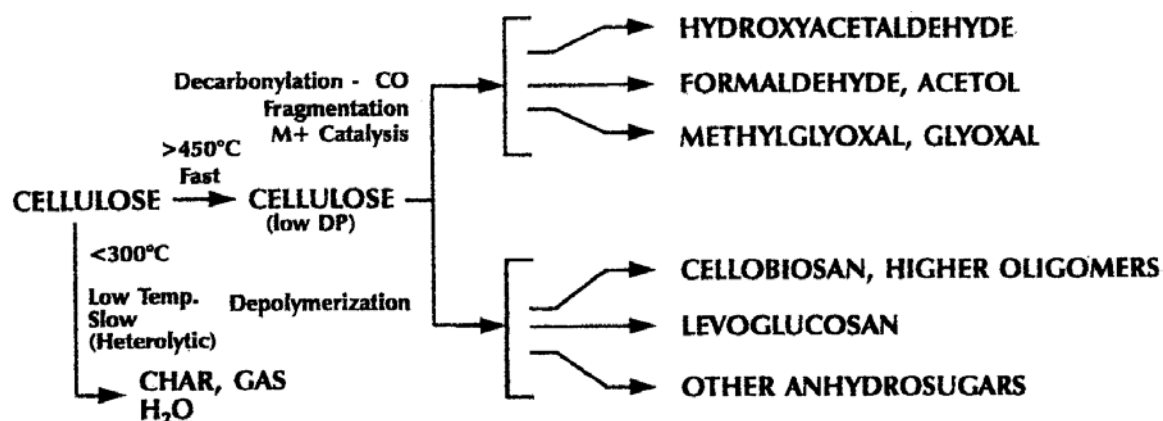 HYDROXYACETALDEHYDE
Decarbonylation - CO
Fragmentation
M+ Catalysis
FORMALDEHYDE, ACETOL
METHYLGLYOXAL, GLYOXAL
>450°C
Fast
CELLULOSE
CELLULOSE
(low DP)
<300°C
Low Temp.
Slow
(Heterolytic)
Depolymerization
CELLOBIOSAN, HIGHER OLIGOMERS
LEVOGLUCOSAN
OTHER ANHYDROSUGARS
CHAR, GAS
H₂O